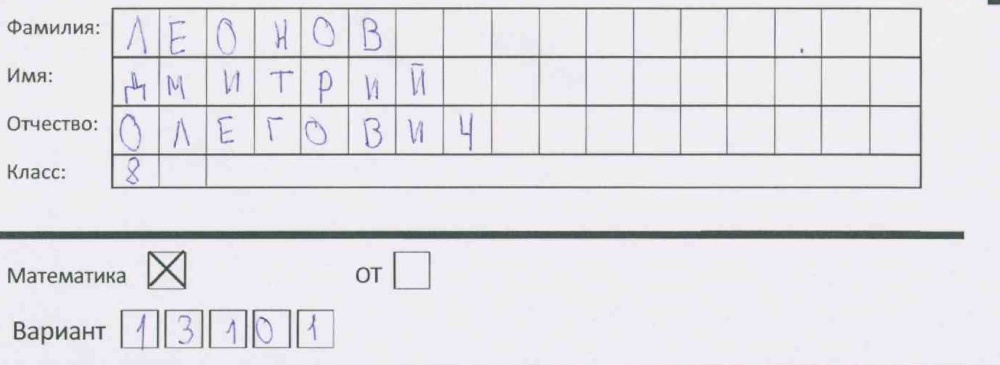 Фамилия: ЛЕОНОВ
Имя: ДМИТРИЙ
Отчество: ОЛЕГОВИЧ
Класс: 8
Математика ОТ
Вариант 13101